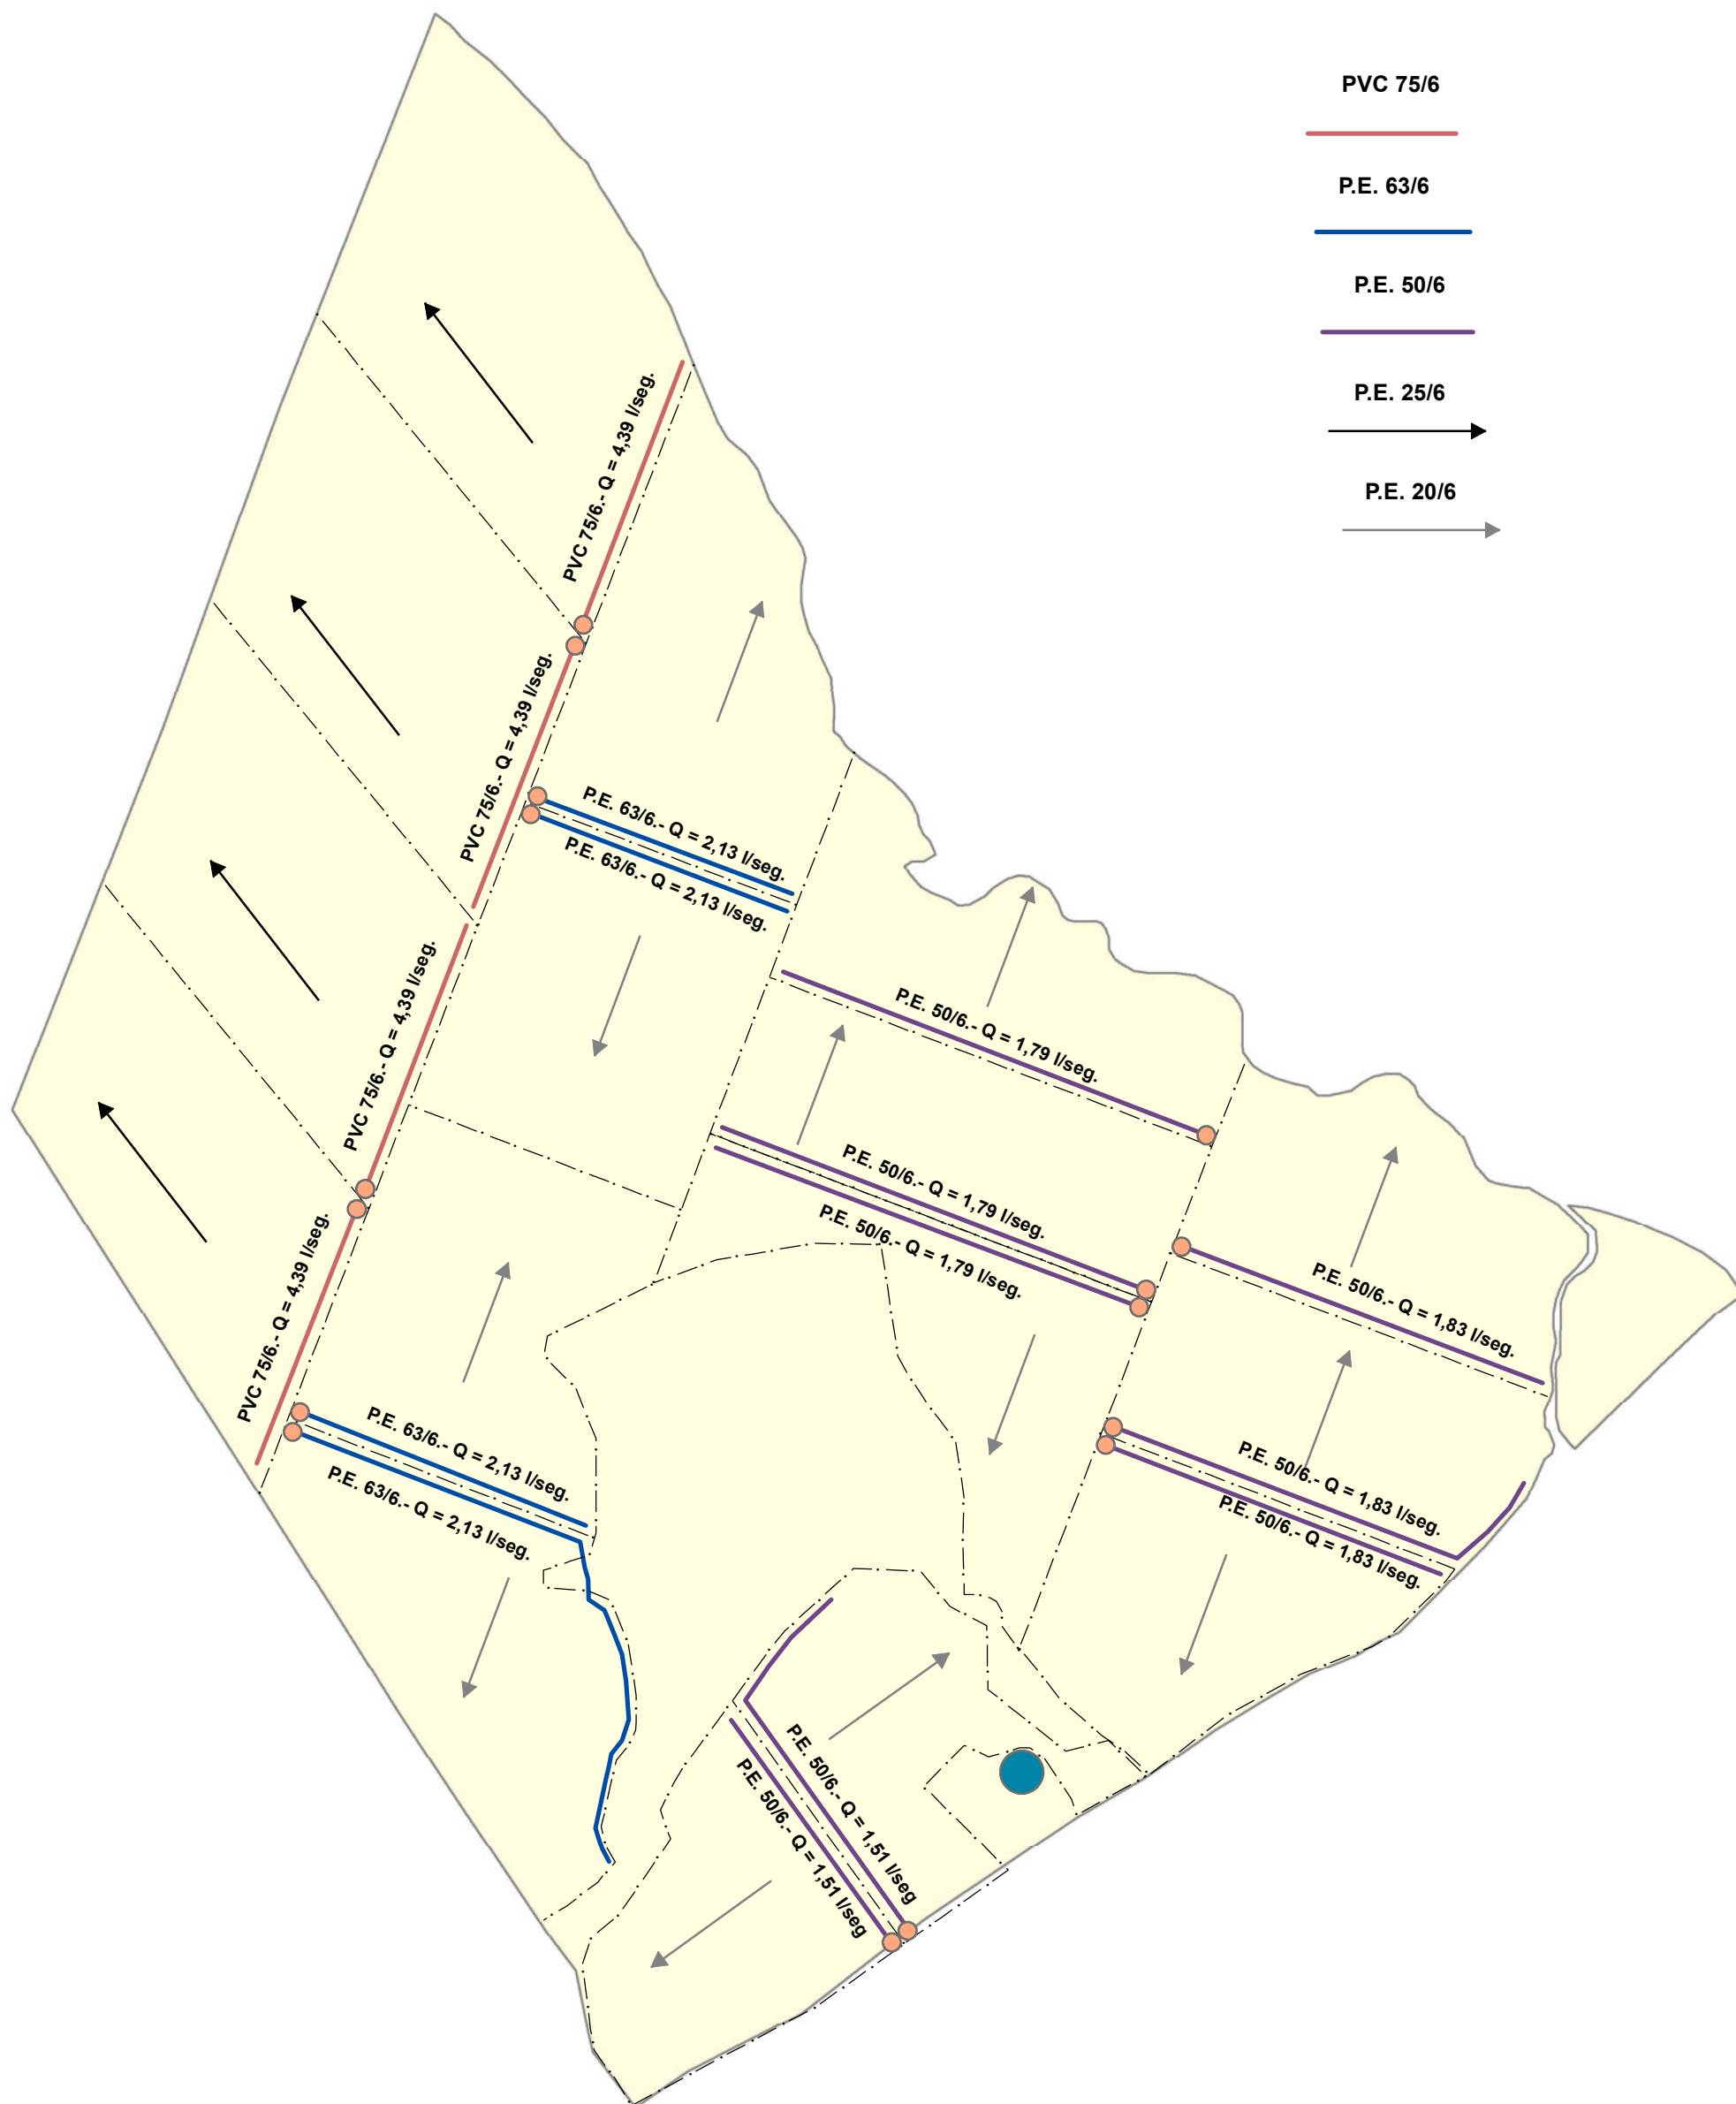 PVC 75/6
P.E. 63/6
P.E. 50/6
P.E. 25/6
P.E. 20/6
PVC 75/6.- Q = 4,39 l/seg.
PVC 75/6.- Q = 4,39 l/seg.
P.E. 63/6.- Q = 2,13 l/seg.
P.E. 63/6.- Q = 2,13 l/seg.
PVC 75/6.- Q = 4,39 l/seg.
P.E. 50/6.- Q = 1,79 l/seg.
P.E. 50/6.- Q = 1,79 l/seg.
P.E. 50/6.- Q = 1,79 l/seg.
PVC 75/6.- Q = 4,39 l/seg.
P.E. 50/6.- Q = 1,83 l/seg.
P.E. 63/6.- Q = 2,13 l/seg.
P.E. 63/6.- Q = 2,13 l/seg.
P.E. 50/6.- Q = 1,83 l/seg.
P.E. 50/6.- Q = 1,83 l/seg.
P.E. 50/6.- Q = 1,51 l/seg
P.E. 50/6.- Q = 1,51 l/seg